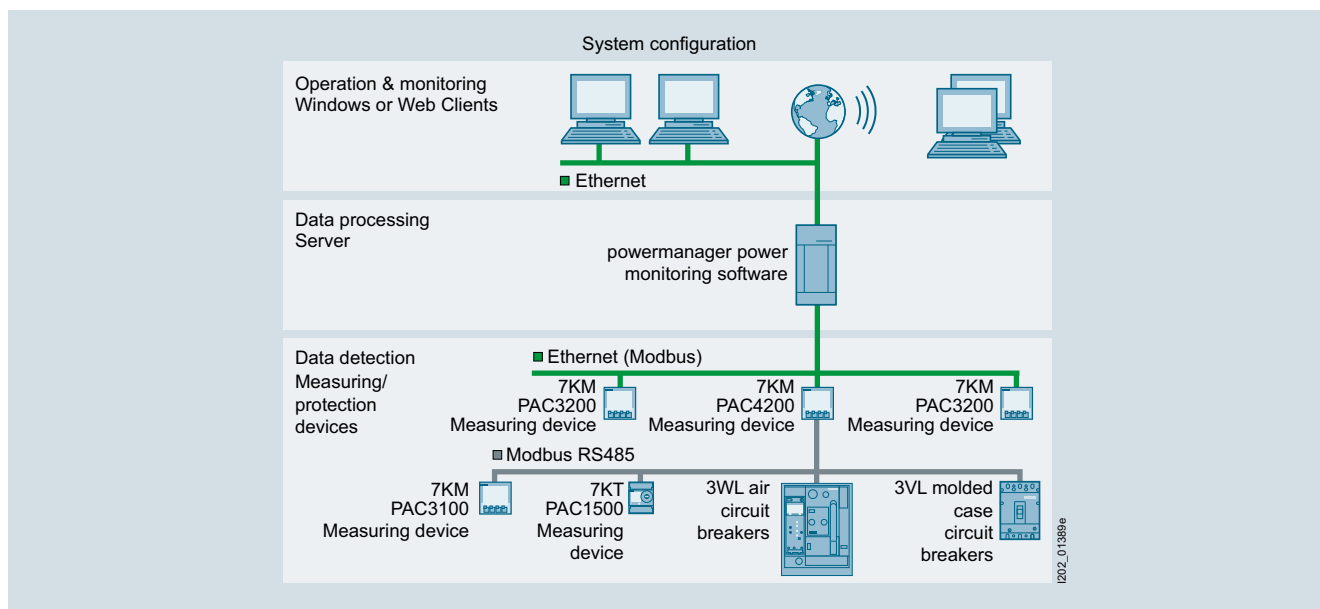 System configuration
Operation & monitoring
Windows or Web Clients
Ethernet
Data processing
Server
powermanager power
monitoring software
Data detection
Measuring/
protection
devices
Ethernet (Modbus)
7KM
PAC3200
Measuring device
7KM
PAC4200
Measuring device
7KM
PAC3200
Measuring device
Modbus RS485
7KM
PAC3100
Measuring device
7KT
PAC1500
Measuring
device
3WL air
circuit
breakers
3VL molded
case
circuit
breakers
I202_01389e